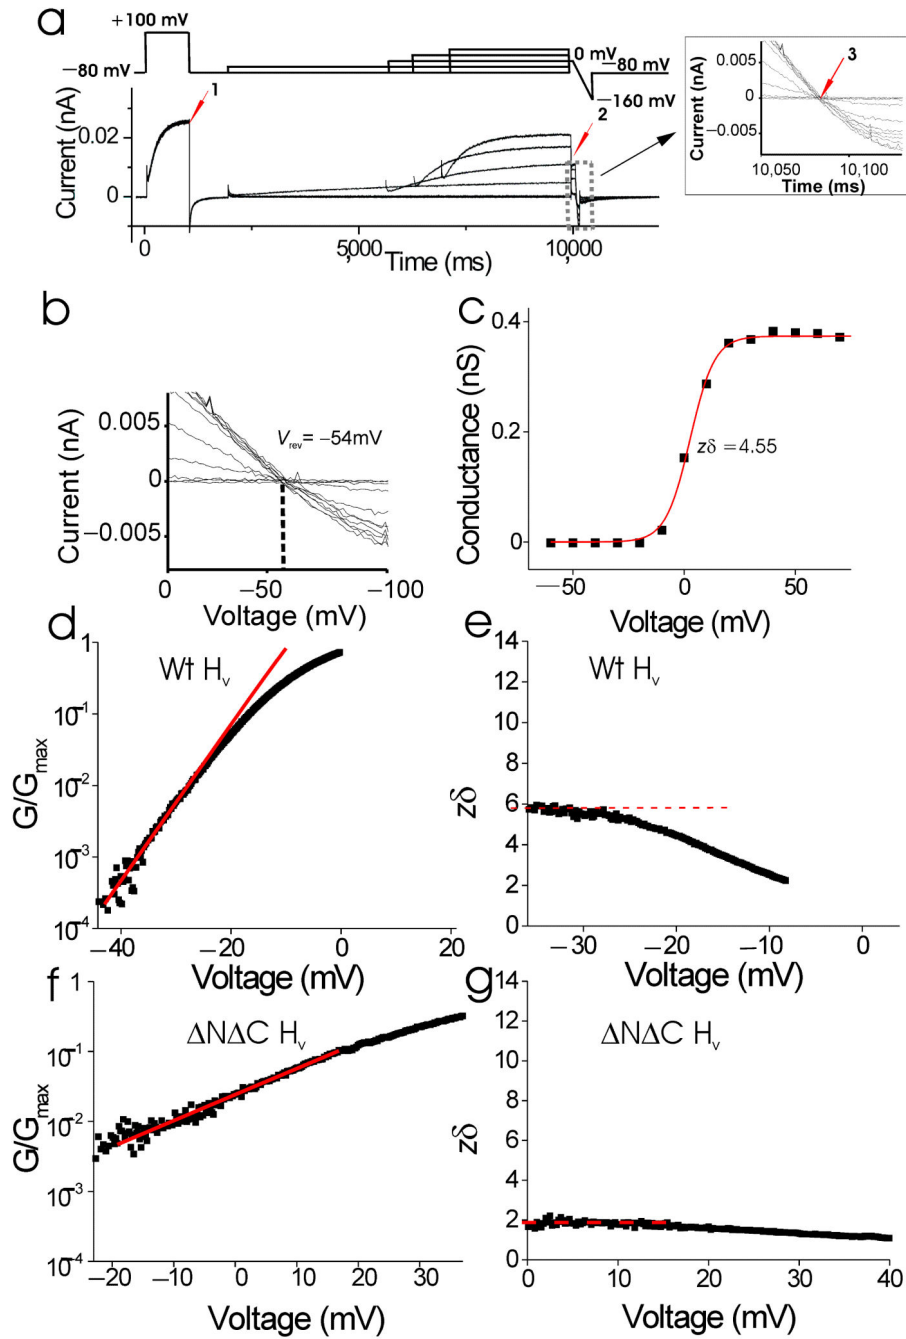 a
+100 mV
−80 mV
0 mV
−80 mV
−160 mV
1
2
Current (nA)
0.02
0
0
5,000
10,000
Time (ms)
3
Current (nA)
0.005
0
−0.005
10,050
10,100
Time (ms)
b
Current (nA)
0.005
0
−0.005
Vrev= −54mV
0
−50
−100
Voltage (mV)
c
Conductance (nS)
0.4
0.2
0
zδ =4.55
−50
0
50
Voltage (mV)
d
Wt Hv
G/Gmax
1
10−1
10−2
10−3
10−4
−40
−20
0
20
Voltage (mV)
e
Wt Hv
zδ
14
12
10
8
6
4
2
0
−30
−20
−10
0
Voltage (mV)
f
ΔNΔC Hv
G/Gmax
1
10−1
10−2
10−3
10−4
−20
−10
0
10
20
30
Voltage (mV)
g
ΔNΔC Hv
zδ
14
12
10
8
6
4
2
0
0
10
20
30
40
Voltage (mV)